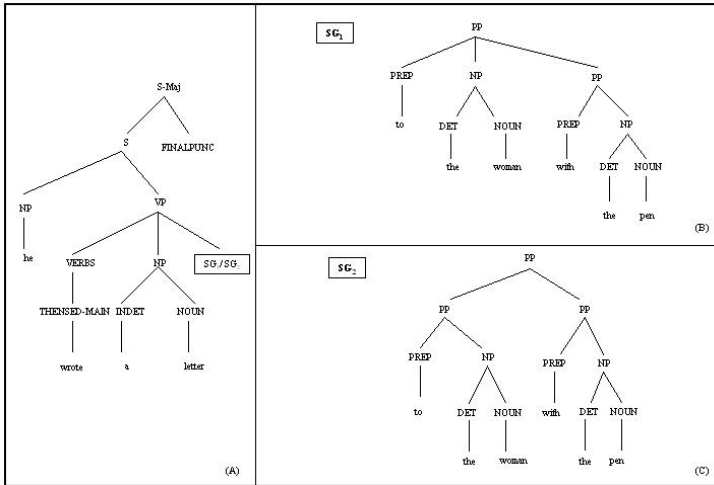 S-Maj
S FINALPUNC
NP VP
he VERBS NP SG1/SG2
THENSED-MAIN INDET NOUN
wrote a letter
(A)
SG1 PP
PREP NP PP
to DET NOUN PREP NP
the woman with DET NOUN
the pen
(B)
SG2 PP
PP PP
PREP NP PREP NP
to DET NOUN with DET NOUN
the woman the pen
(C)